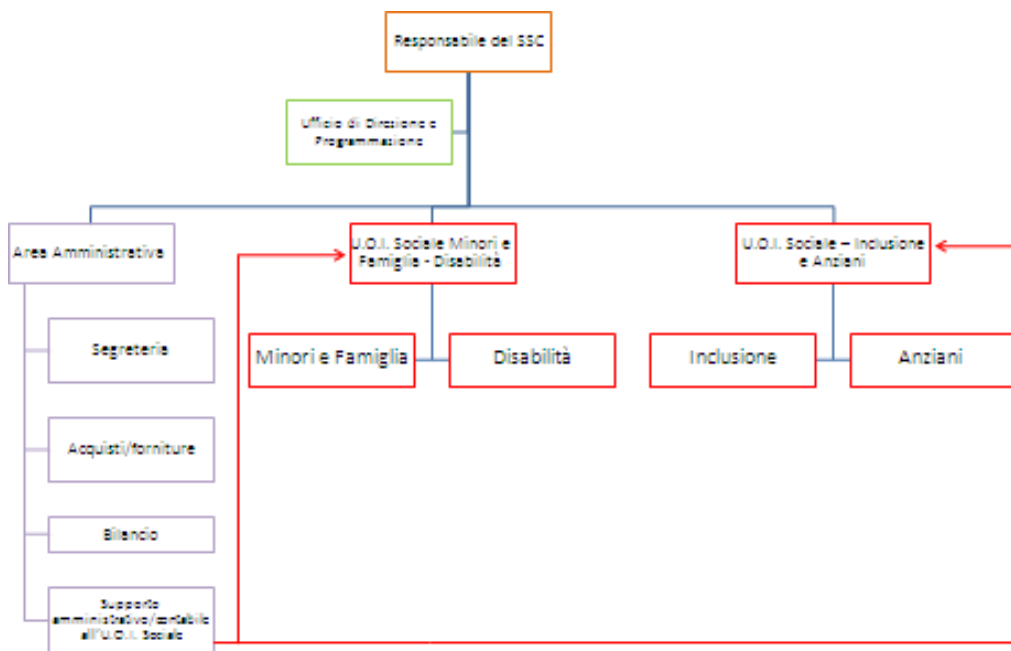 Responsabile del SSC
Ufficio di Direzione e
Programmazione
Area Amministrativa
U.O.I. Sociale Minori e
Famiglia - Disabilità
U.O.I. Sociale – Inclusione
e Anziani
Segreteria
Minori e Famiglia
Disabilità
Inclusione
Anziani
Acquisti/forniture
Bilancio
Supporto
amministrativo/contabile
all'U.O.I. Sociale